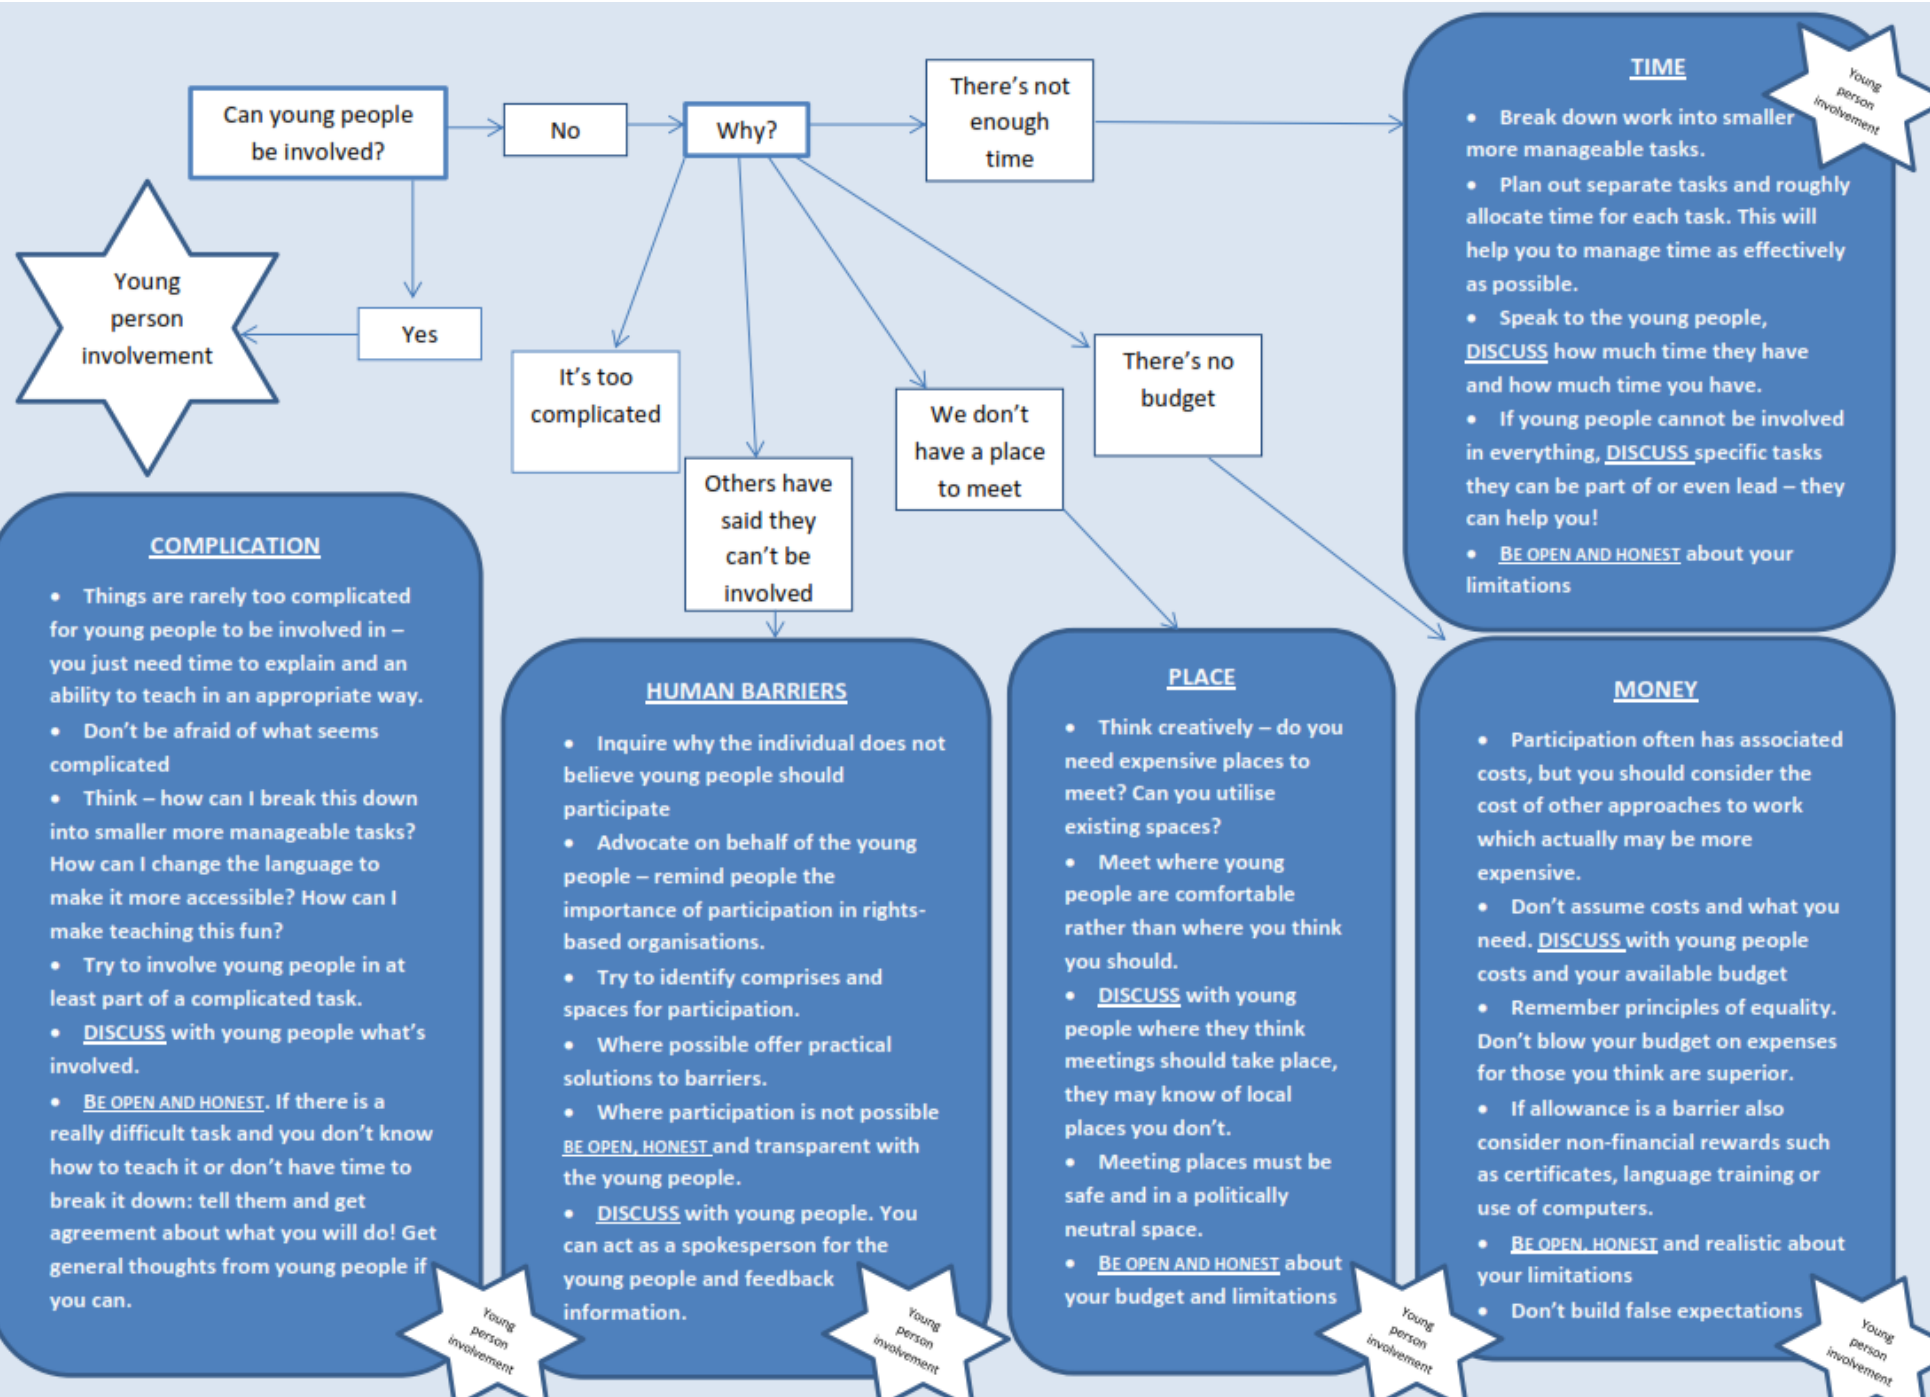 Can young people
be involved?
No
Why?
There's not
enough
time
Yes
Young
person
involvement
It's too
complicated
Others have
said they
can't be
involved
We don't
have a place
to meet
There's no
budget
TIME
• Break down work into smaller
more manageable tasks.
• Plan out separate tasks and roughly
allocate time for each task. This will
help you to manage time as effectively
as possible.
• Speak to the young people,
DISCUSS how much time they have
and how much time you have.
• If young people cannot be involved
in everything, DISCUSS specific tasks
they can be part of or even lead – they
can help you!
• BE OPEN AND HONEST about your
limitations
Young
person
involvement
COMPLICATION
• Things are rarely too complicated
for young people to be involved in –
you just need time to explain and an
ability to teach in an appropriate way.
• Don't be afraid of what seems
complicated
• Think – how can I break this down
into smaller more manageable tasks?
How can I change the language to
make it more accessible? How can I
make teaching this fun?
• Try to involve young people in at
least part of a complicated task.
• DISCUSS with young people what's
involved.
• BE OPEN AND HONEST. If there is a
really difficult task and you don't know
how to teach it or don't have time to
break it down: tell them and get
agreement about what you will do! Get
general thoughts from young people if
you can.
Young
person
involvement
HUMAN BARRIERS
• Inquire why the individual does not
believe young people should
participate
• Advocate on behalf of the young
people – remind people the
importance of participation in rights-
based organisations.
• Try to identify comprises and
spaces for participation.
• Where possible offer practical
solutions to barriers.
• Where participation is not possible
BE OPEN, HONEST and transparent with
the young people.
• DISCUSS with young people. You
can act as a spokesperson for the
young people and feedback
information.
Young
person
involvement
PLACE
• Think creatively – do you
need expensive places to
meet? Can you utilise
existing spaces?
• Meet where young
people are comfortable
rather than where you think
you should.
• DISCUSS with young
people where they think
meetings should take place,
they may know of local
places you don't.
• Meeting places must be
safe and in a politically
neutral space.
• BE OPEN AND HONEST about
your budget and limitations
Young
person
involvement
MONEY
• Participation often has associated
costs, but you should consider the
cost of other approaches to work
which actually may be more
expensive.
• Don't assume costs and what you
need. DISCUSS with young people
costs and your available budget
• Remember principles of equality.
Don't blow your budget on expenses
for those you think are superior.
• If allowance is a barrier also
consider non-financial rewards such
as certificates, language training or
use of computers.
• BE OPEN, HONEST and realistic about
your limitations
• Don't build false expectations
Young
person
involvement